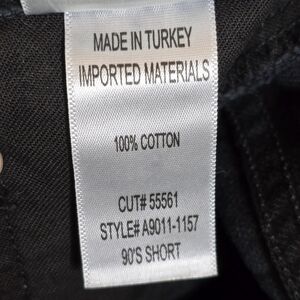 MADE IN TURKEY
IMPORTED MATERIALS
100% COTTON
CUT# 55561
STYLE# A9011-1157
90'S SHORT